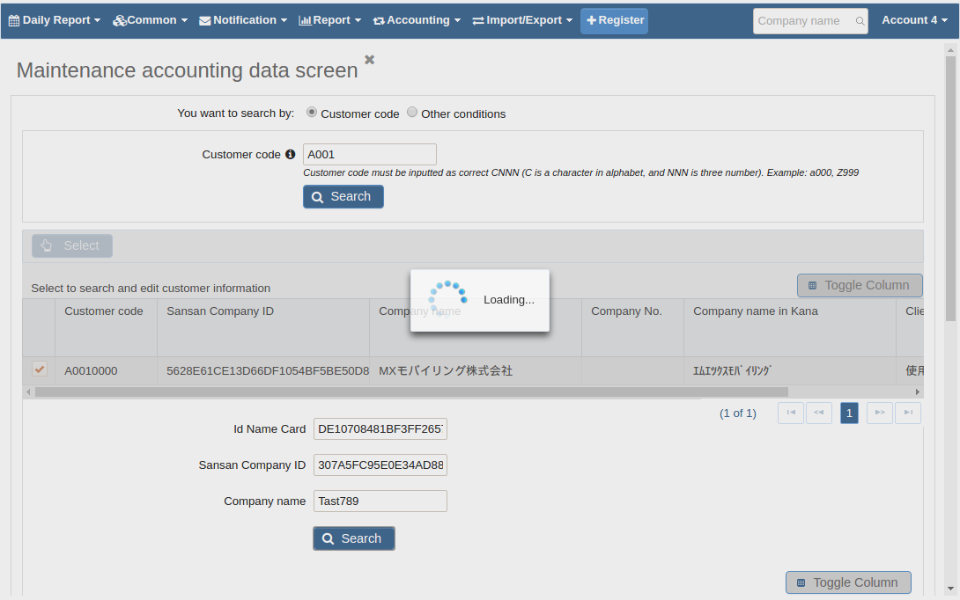 Daily Report Common Notification Report Accounting Import/Export Register Company name Account 4
Maintenance accounting data screen
You want to search by: Customer code Other conditions
Customer code A001
Customer code must be inputted as correct CNNN (C is a character in alphabet, and NNN is three number). Example: a000, Z999
Search
Select
Select to search and edit customer information Toggle Column
Loading...
Customer code Sansan Company ID Company name Company No. Company name in Kana Clie
A0010000 5628E61CE13D66DF1054BF5BE50D8 MXモバイリング株式会社 ｴﾑｴｯｸｽﾓﾊﾞｲﾘﾝｸﾞ 使用
(1 of 1) 1
Id Name Card DE10708481BF3FF2657
Sansan Company ID 307A5FC95E0E34AD88
Company name Tast789
Search
Toggle Column